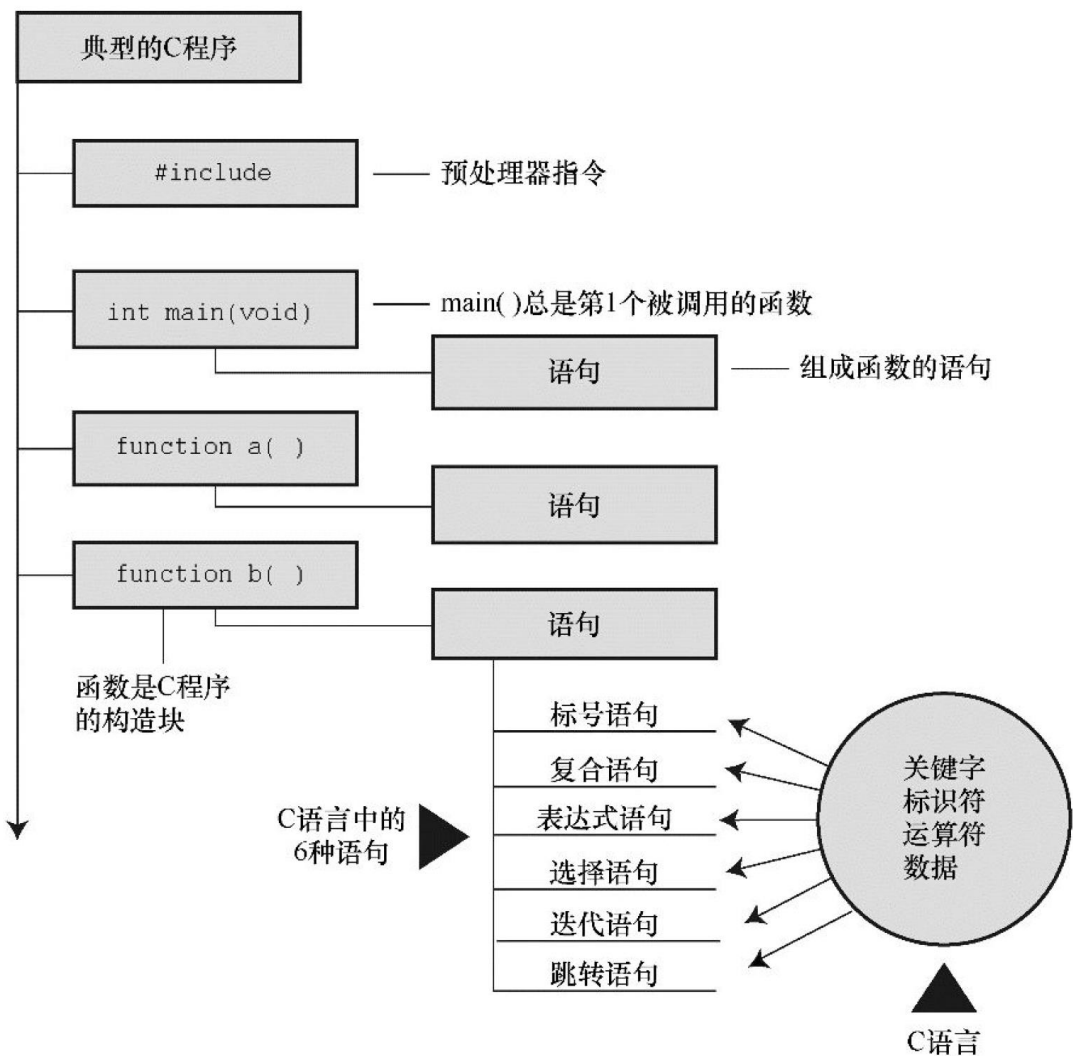 典型的C程序
#include
预处理器指令
int main(void)
main( )总是第1个被调用的函数
语句
组成函数的语句
function a( )
语句
function b( )
语句
函数是C程序
的构造块
标号语句
复合语句
表达式语句
选择语句
迭代语句
跳转语句
C语言中的
6种语句
关键字
标识符
运算符
数据
C语言